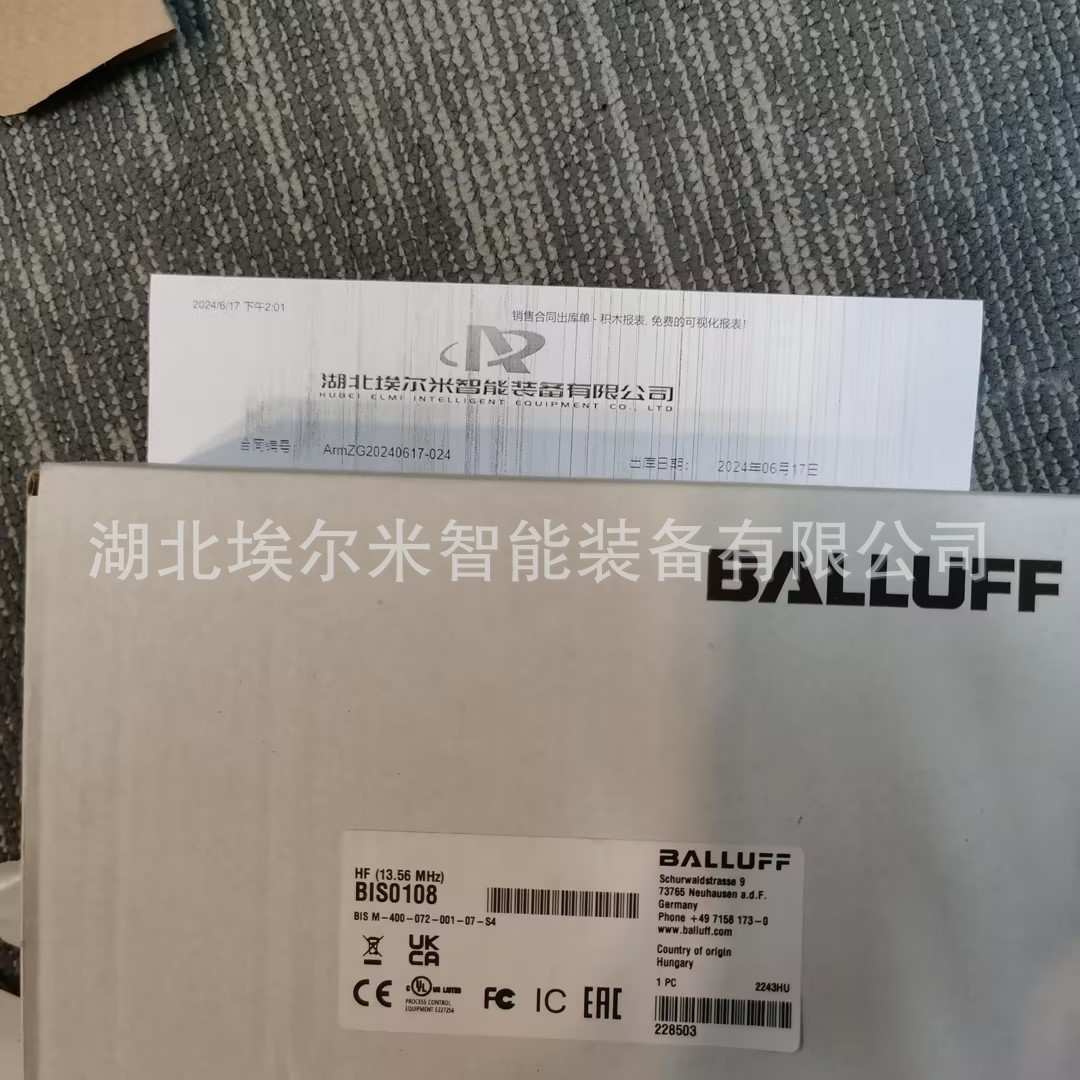 2024/6/17 下午2:01
销售合同出库单 - 积木报表, 免费的可视化报表!
湖北埃尔米智能装备有限公司
HUBEI ELMI INTELLIGENT EQUIPMENT CO., LTD
合同编号: ArmZG20240617-024
出库日期: 2024年06月17日
湖北埃尔米智能装备有限公司
BALLUFF
HF (13.56 MHz)
BIS0108
BIS M-400-072-001-07-S4
UK
CA
CE
C UL US LISTED
PROCESS CONTROL
EQUIPMENT E227256
FC
IC
EAC
BALLUFF
Schurwaldstrasse 9
73765 Neuhausen a.d.F.
Germany
Phone +49 7158 173-0
www.balluff.com
Country of origin
Hungary
1 PC 2243HU
228503